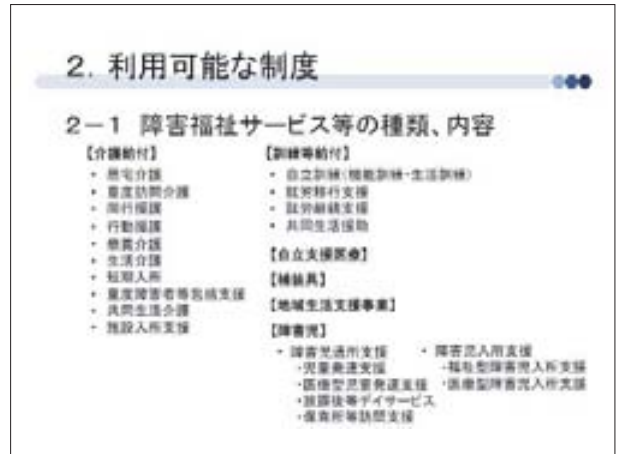 2. 利用可能な制度
2－1 障害福祉サービス等の種類、内容
【介護給付】
・ 居宅介護
・ 重度訪問介護
・ 同行援護
・ 行動援護
・ 療養介護
・ 生活介護
・ 短期入所
・ 重度障害者等包括支援
・ 共同生活介護
・ 施設入所支援
【訓練等給付】
・ 自立訓練(機能訓練・生活訓練)
・ 就労移行支援
・ 就労継続支援
・ 共同生活援助
【自立支援医療】
【補装具】
【地域生活支援事業】
【障害児】
・ 障害児通所支援
・児童発達支援
・医療型児童発達支援
・放課後等デイサービス
・保育所等訪問支援
・ 障害児入所支援
・福祉型障害児入所支援
・医療型障害児入所支援